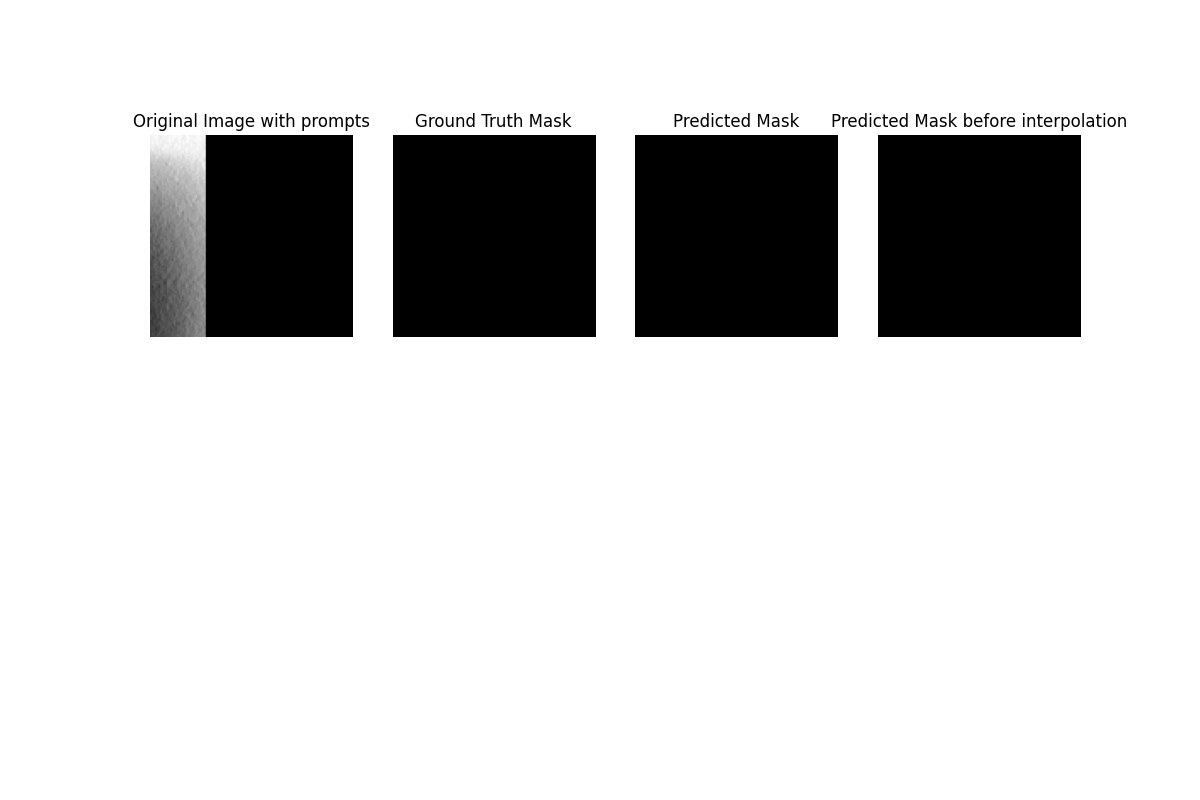 Original Image with prompts
Ground Truth Mask
Predicted Mask
Predicted Mask before interpolation